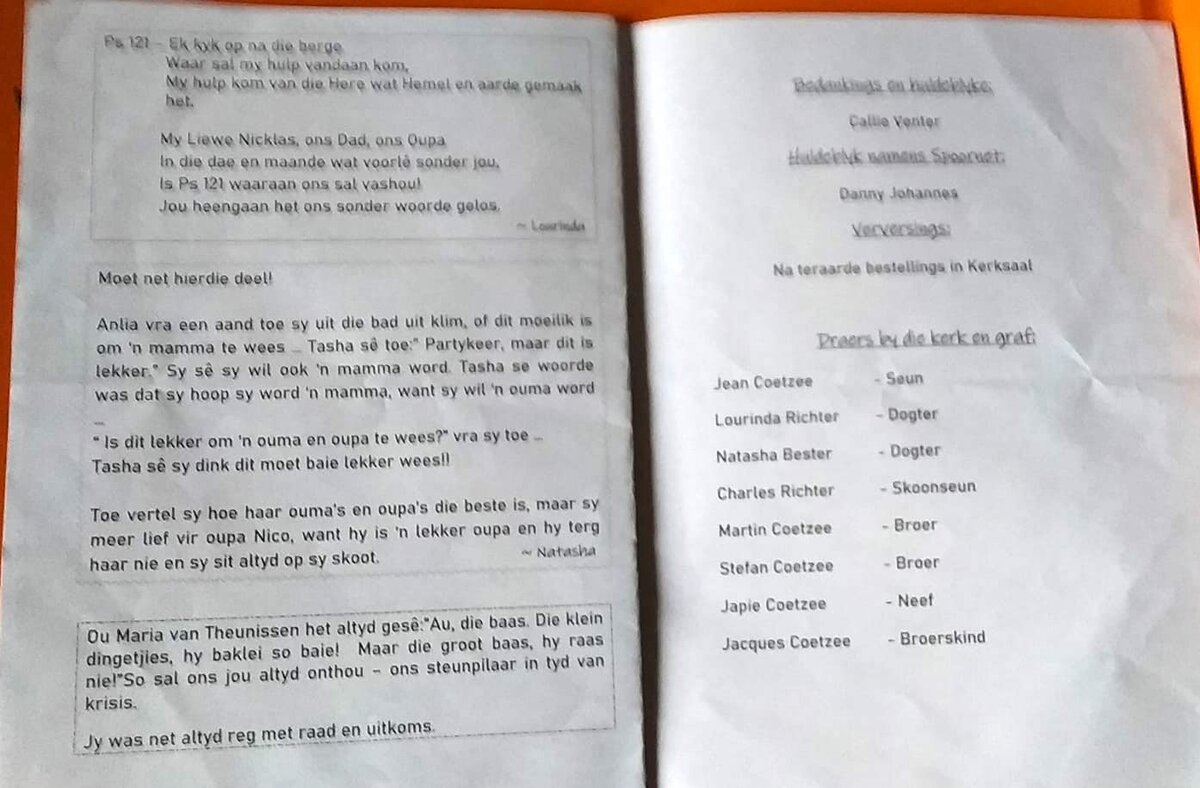 Ps 121 - Ek kyk op na die berge
Waar sal my hulp vandaan kom,
My hulp kom van die Here wat Hemel en aarde gemaak
het.
My Liewe Nicklas, ons Dad, ons Oupa
In die dae en maande wat voorlê sonder jou,
Is Ps 121 waaraan ons sal vashou!
Jou heengaan het ons sonder woorde gelos.
~ Lourinda
Moet net hierdie deel!
Anlia vra een aand toe sy uit die bad uit klim, of dit moeilik is
om 'n mamma te wees ... Tasha sê toe:" Partykeer, maar dit is
lekker." Sy sê sy wil ook 'n mamma word. Tasha se woorde
was dat sy hoop sy word 'n mamma, want sy wil 'n ouma word
...
" Is dit lekker om 'n ouma en oupa te wees?" vra sy toe ...
Tasha sê sy dink dit moet baie lekker wees!!
Toe vertel sy hoe haar ouma's en oupa's die beste is, maar sy
meer lief vir oupa Nico, want hy is 'n lekker oupa en hy terg
haar nie en sy sit altyd op sy skoot.
~ Natasha
Ou Maria van Theunissen het altyd gesê:"Au, die baas. Die klein
dingetjies, hy baklei so baie! Maar die groot baas, hy raas
nie!"So sal ons jou altyd onthou – ons steunpilaar in tyd van
krisis.
Jy was net altyd reg met raad en uitkoms.
Bedankings en huldeblyke:
Callie Venter
Huldeblyk namens Spoornet:
Danny Johannes
Verversings:
Na teraarde bestellings in Kerksaal
Draers by die kerk en graf:
Jean Coetzee - Seun
Lourinda Richter - Dogter
Natasha Bester - Dogter
Charles Richter - Skoonseun
Martin Coetzee - Broer
Stefan Coetzee - Broer
Japie Coetzee - Neef
Jacques Coetzee - Broerskind